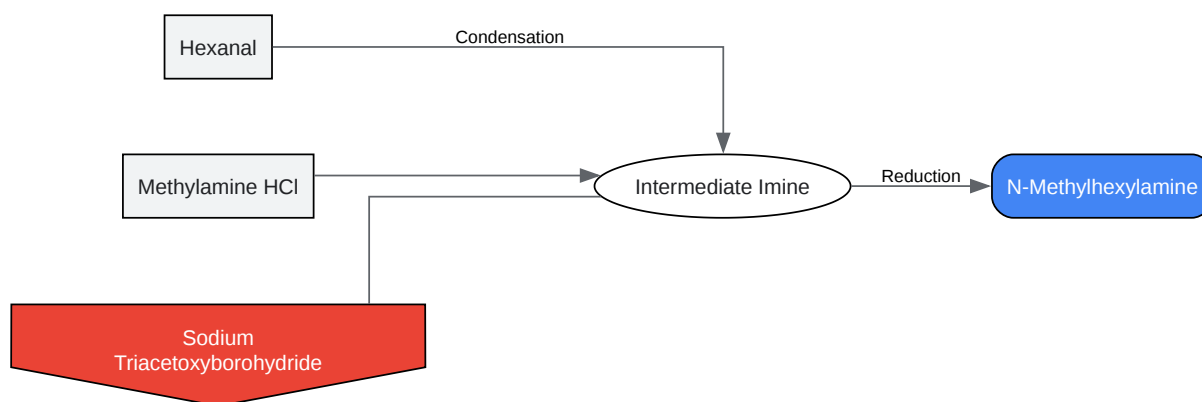 Hexanal
Condensation
Methylamine HCl
Intermediate Imine
Reduction
N-Methylhexylamine
Sodium
Triacetoxyborohydride